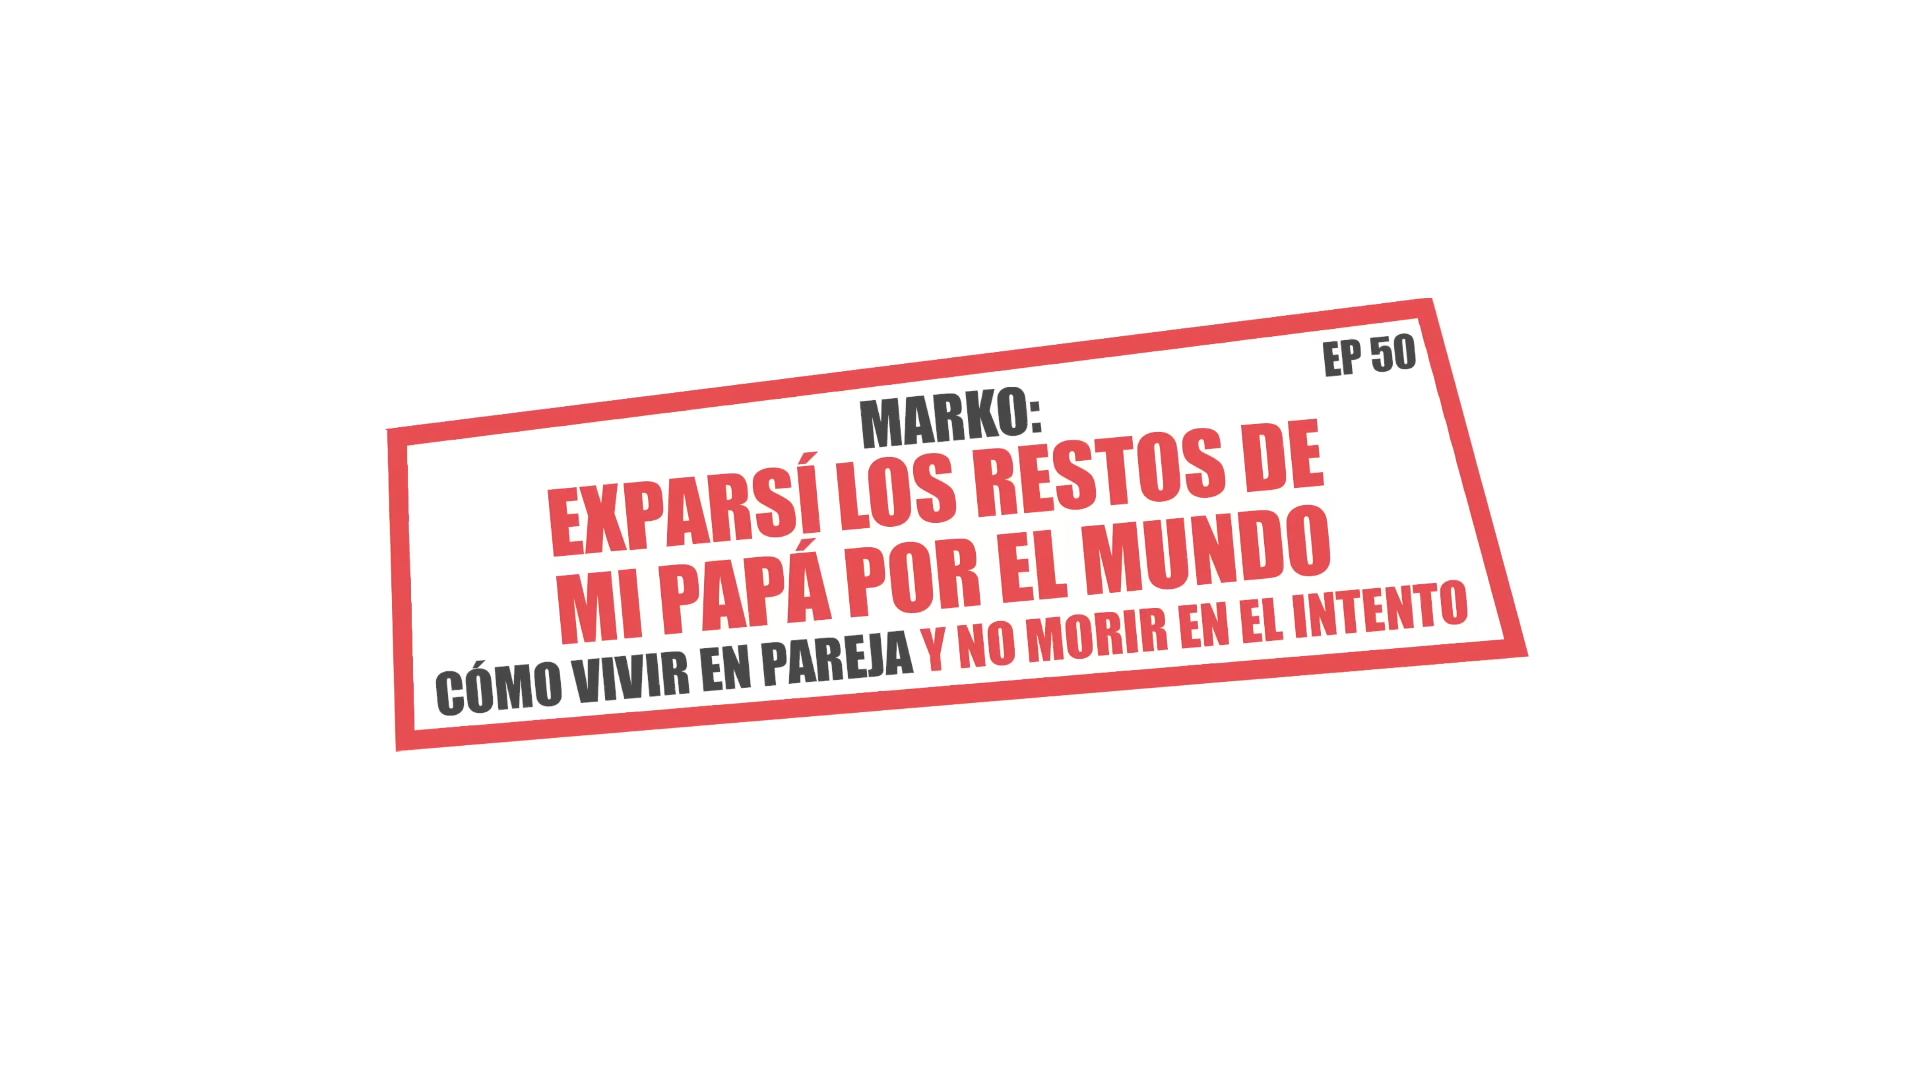 EP 50
MARKO:
EXPARSÍ LOS RESTOS DE
MI PAPÁ POR EL MUNDO
CÓMO VIVIR EN PAREJA Y NO MORIR EN EL INTENTO